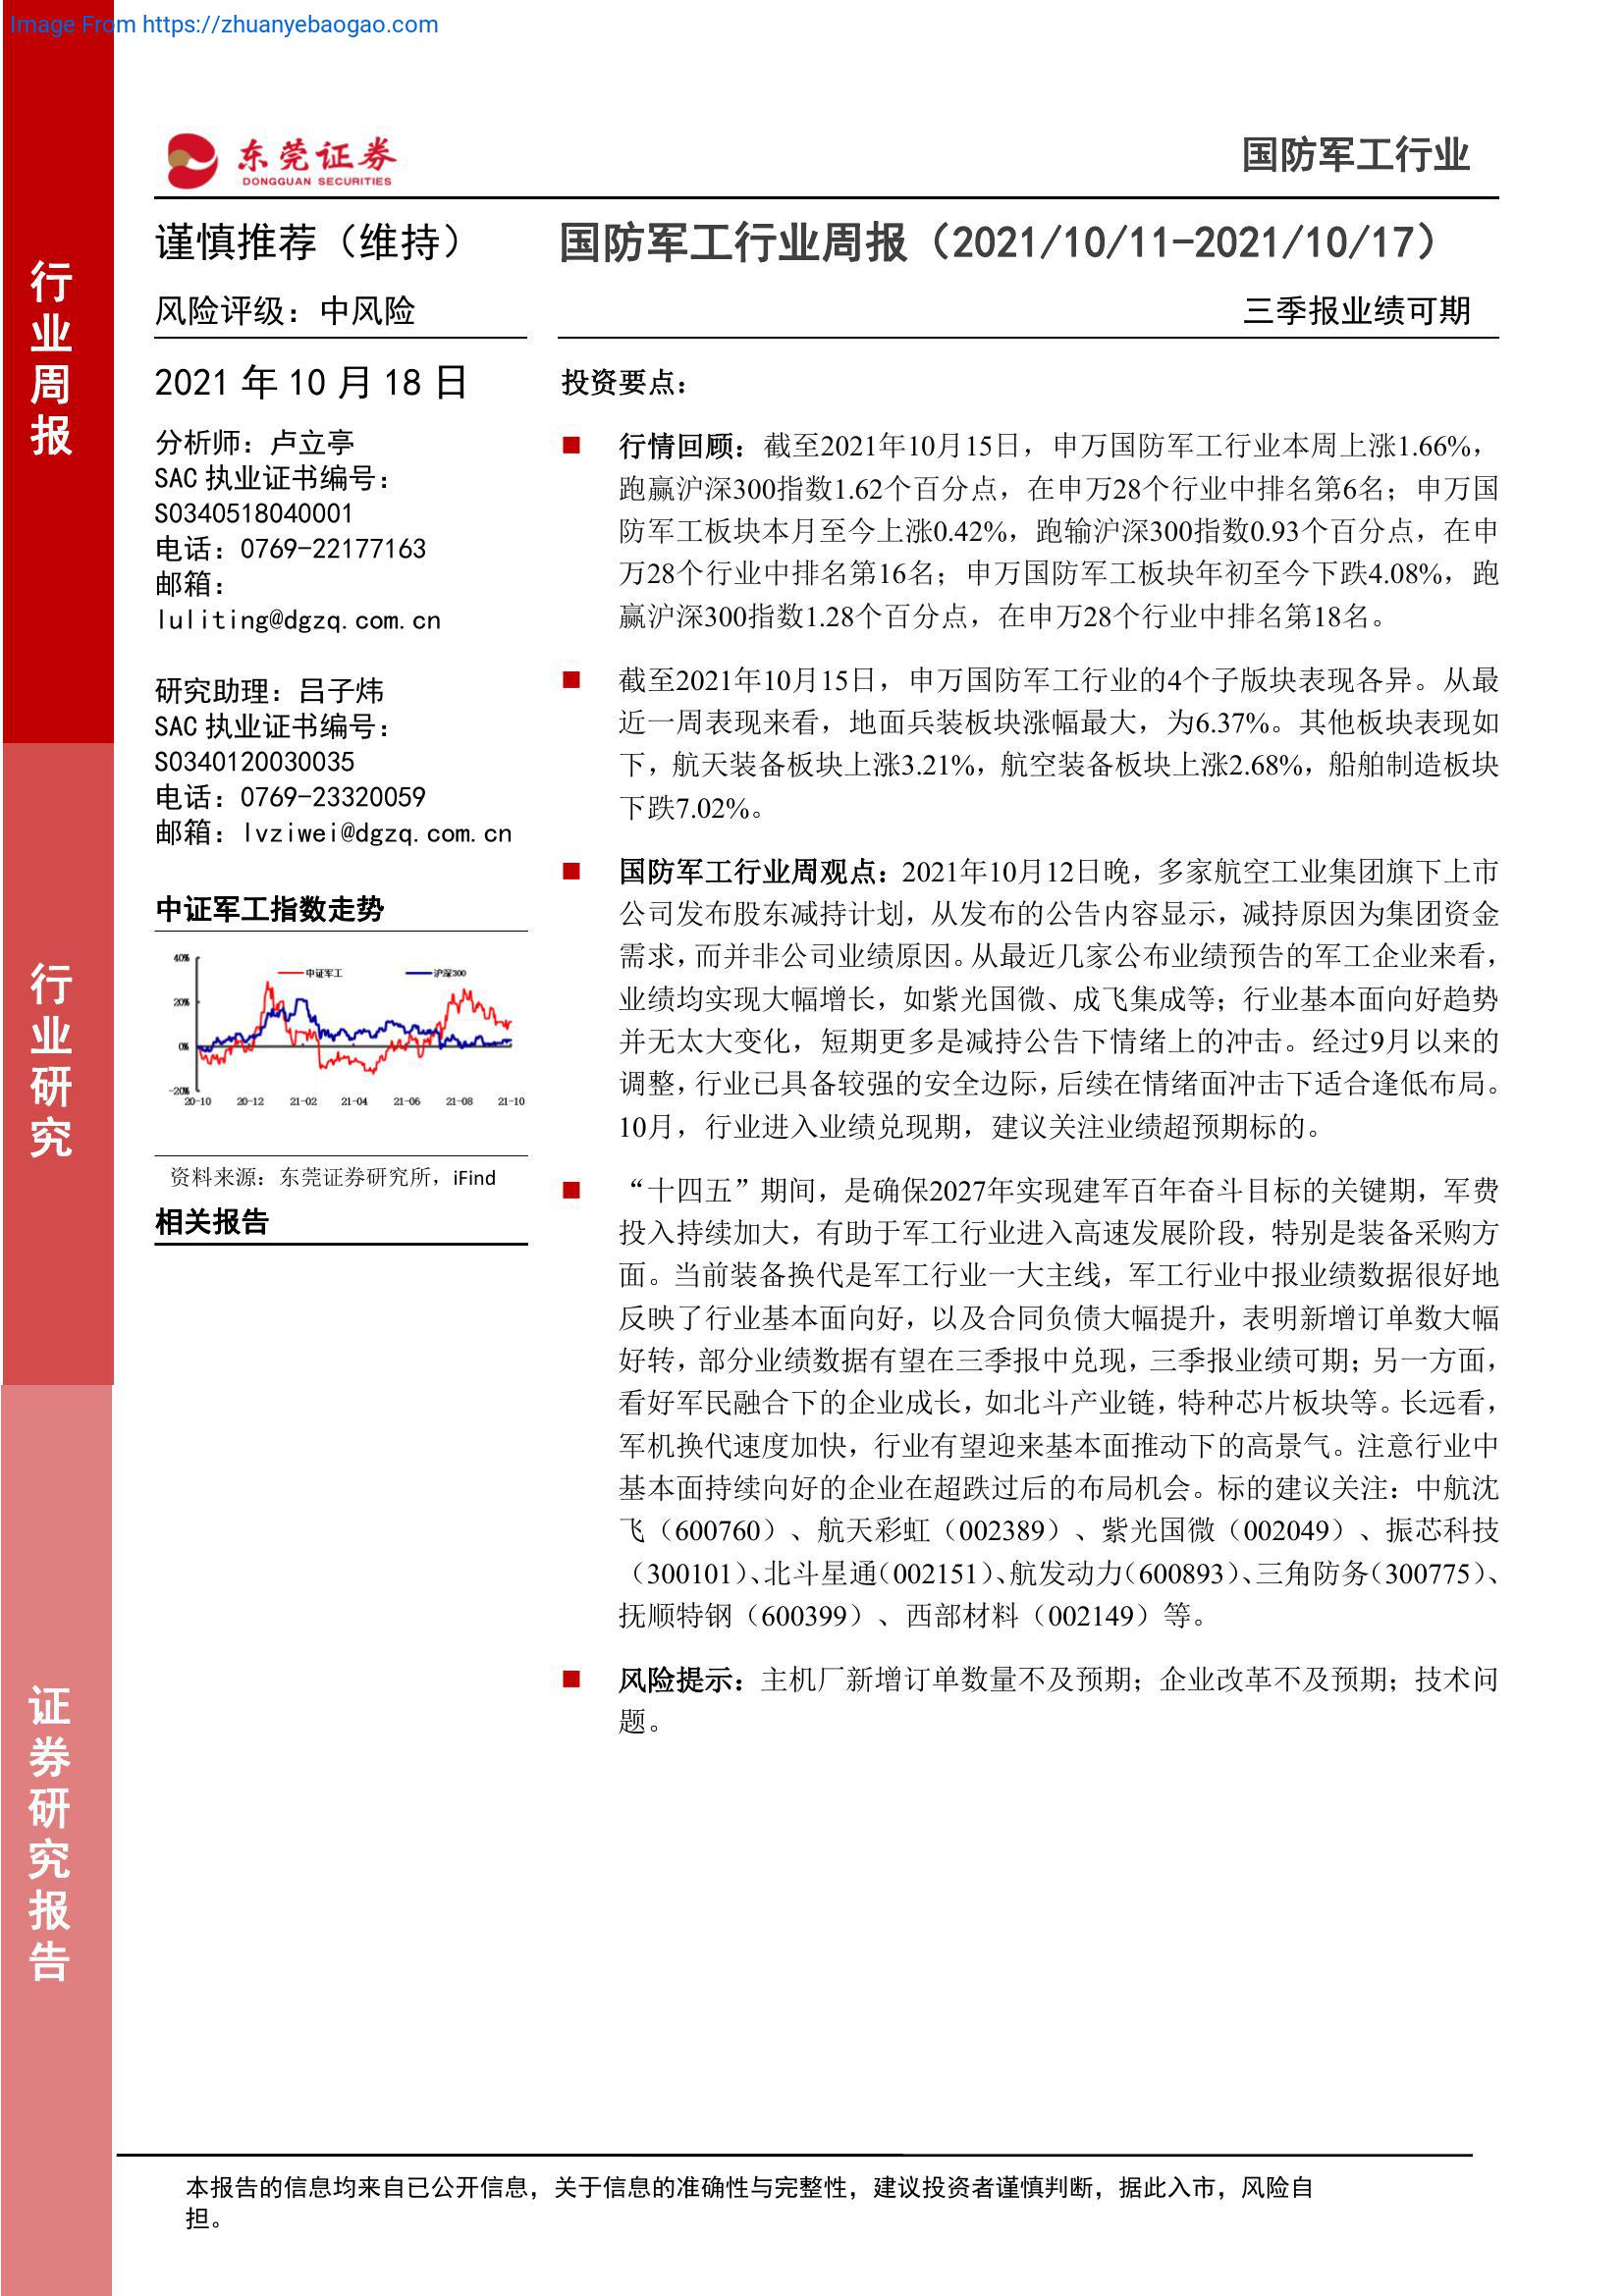 Image From https://zhuanyebaogao.com
东莞证券
DONGGUAN SECURITIES
国防军工行业
行业周报
行业研究
证券研究报告
谨慎推荐（维持）
风险评级：中风险
2021 年 10 月 18 日
分析师：卢立亭
SAC 执业证书编号：
S0340518040001
电话：0769-22177163
邮箱：
luliting@dgzq.com.cn
研究助理：吕子炜
SAC 执业证书编号：
S0340120030035
电话：0769-23320059
邮箱：lvziwei@dgzq.com.cn
中证军工指数走势
40%
20%
0%
-20%
中证军工
沪深300
20-10
20-12
21-02
21-04
21-06
21-08
21-10
资料来源：东莞证券研究所，iFind
相关报告
国防军工行业周报（2021/10/11-2021/10/17）
三季报业绩可期
投资要点：
■ 行情回顾：截至2021年10月15日，申万国防军工行业本周上涨1.66%，
跑赢沪深300指数1.62个百分点，在申万28个行业中排名第6名；申万国
防军工板块本月至今上涨0.42%，跑输沪深300指数0.93个百分点，在申
万28个行业中排名第16名；申万国防军工板块年初至今下跌4.08%，跑
赢沪深300指数1.28个百分点，在申万28个行业中排名第18名。
■ 截至2021年10月15日，申万国防军工行业的4个子版块表现各异。从最
近一周表现来看，地面兵装板块涨幅最大，为6.37%。其他板块表现如
下，航天装备板块上涨3.21%，航空装备板块上涨2.68%，船舶制造板块
下跌7.02%。
■ 国防军工行业周观点：2021年10月12日晚，多家航空工业集团旗下上市
公司发布股东减持计划，从发布的公告内容显示，减持原因为集团资金
需求，而并非公司业绩原因。从最近几家公布业绩预告的军工企业来看，
业绩均实现大幅增长，如紫光国微、成飞集成等；行业基本面向好趋势
并无太大变化，短期更多是减持公告下情绪上的冲击。经过9月以来的
调整，行业已具备较强的安全边际，后续在情绪面冲击下适合逢低布局。
10月，行业进入业绩兑现期，建议关注业绩超预期标的。
■ “十四五”期间，是确保2027年实现建军百年奋斗目标的关键期，军费
投入持续加大，有助于军工行业进入高速发展阶段，特别是装备采购方
面。当前装备换代是军工行业一大主线，军工行业中报业绩数据很好地
反映了行业基本面向好，以及合同负债大幅提升，表明新增订单数大幅
好转，部分业绩数据有望在三季报中兑现，三季报业绩可期；另一方面，
看好军民融合下的企业成长，如北斗产业链，特种芯片板块等。长远看，
军机换代速度加快，行业有望迎来基本面推动下的高景气。注意行业中
基本面持续向好的企业在超跌过后的布局机会。标的建议关注：中航沈
飞（600760）、航天彩虹（002389）、紫光国微（002049）、振芯科技
（300101）、北斗星通（002151）、航发动力（600893）、三角防务（300775）、
抚顺特钢（600399）、西部材料（002149）等。
■ 风险提示：主机厂新增订单数量不及预期；企业改革不及预期；技术问
题。
本报告的信息均来自已公开信息，关于信息的准确性与完整性，建议投资者谨慎判断，据此入市，风险自
担。